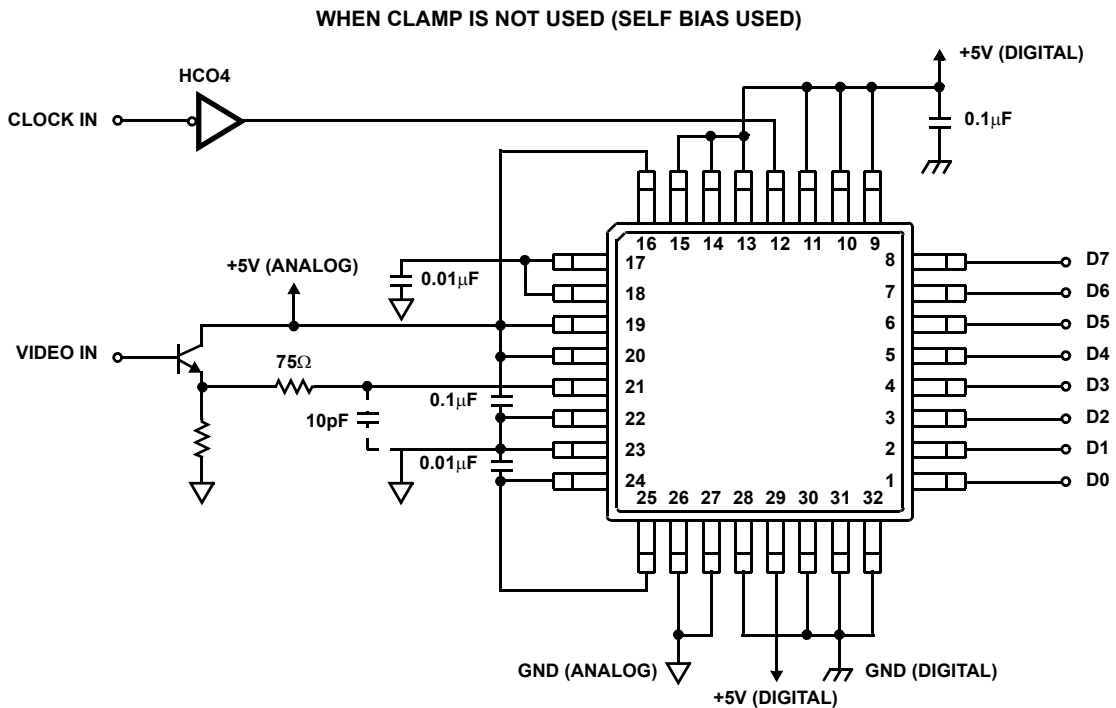 WHEN CLAMP IS NOT USED (SELF BIAS USED)
+5V (DIGITAL)
HCO4
CLOCK IN
0.1μF
16 15 14 13 12 11 10 9
+5V (ANALOG)
0.01μF
17
18
19
20
21
22
23
24
8
7
6
5
4
3
2
1
D7
D6
D5
D4
D3
D2
D1
D0
VIDEO IN
75Ω
10pF
0.1μF
0.01μF
25 26 27 28 29 30 31 32
GND (ANALOG)
GND (DIGITAL)
+5V (DIGITAL)